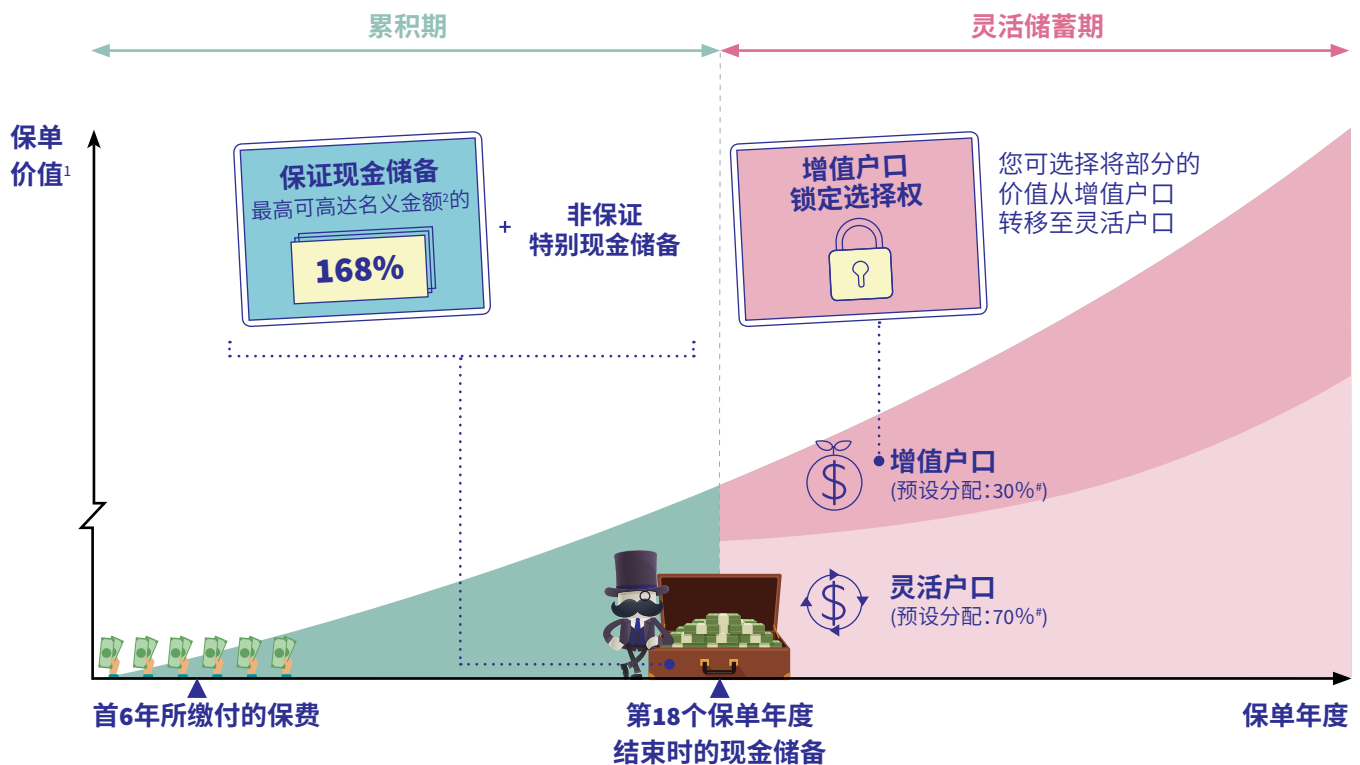 累积期
灵活储蓄期
保单
价值¹
保证现金储备
最高可高达名义金额²的
168%
+
非保证
特别现金储备
增值户口
锁定选择权
您可选择将部分的
价值从增值户口
转移至灵活户口
增值户口
(预设分配：30%#)
灵活户口
(预设分配：70%#)
首6年所缴付的保费
第18个保单年度
结束时的现金储备
保单年度